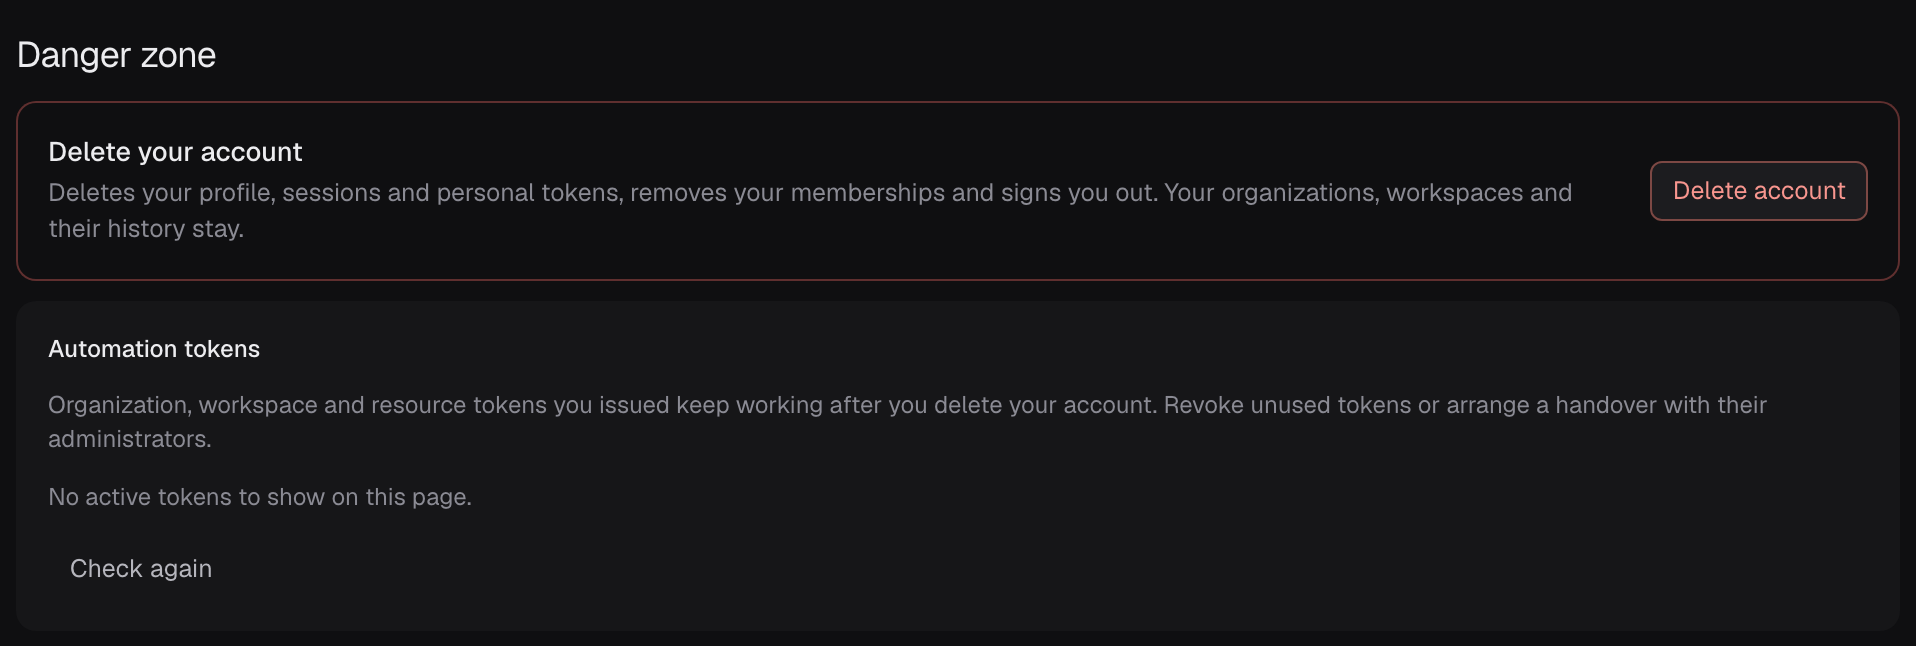 Danger zone
Delete your account
Deletes your profile, sessions and personal tokens, removes your memberships and signs you out. Your organizations, workspaces and
their history stay.
Delete account
Automation tokens
Organization, workspace and resource tokens you issued keep working after you delete your account. Revoke unused tokens or arrange a handover with their
administrators.
No active tokens to show on this page.
Check again